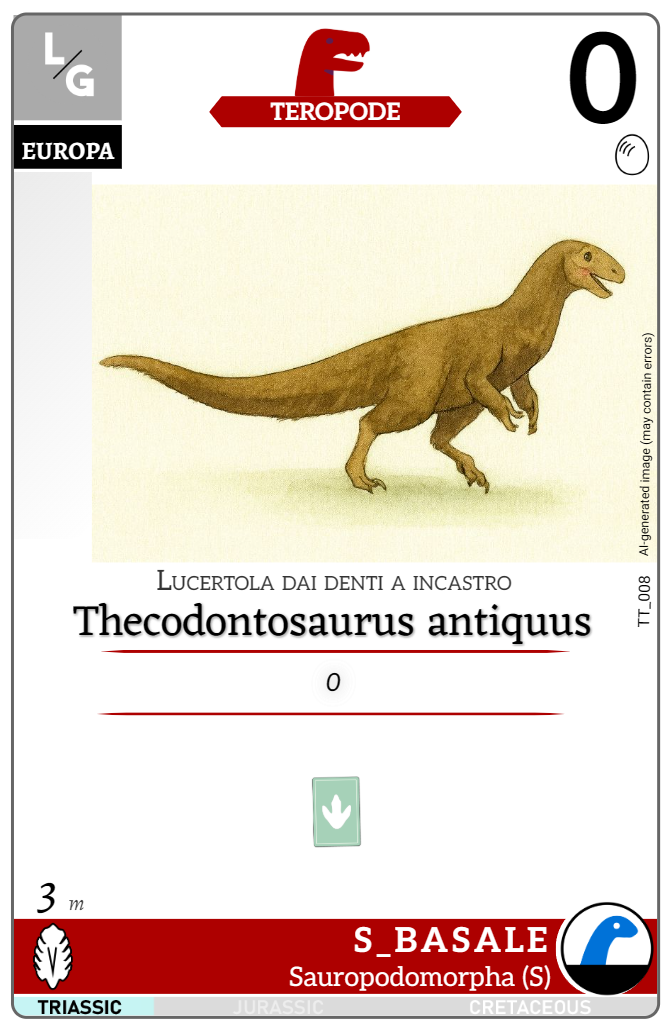 L/G
0
TEROPODE
EUROPA
AI-generated image (may contain errors)
TT_008
Lucertola dai denti a incastro
Thecodontosaurus antiquus
0
3 m
V
S_BASALE
Sauropodomorpha (S)
TRIASSIC
JURASSIC
CRETACEOUS